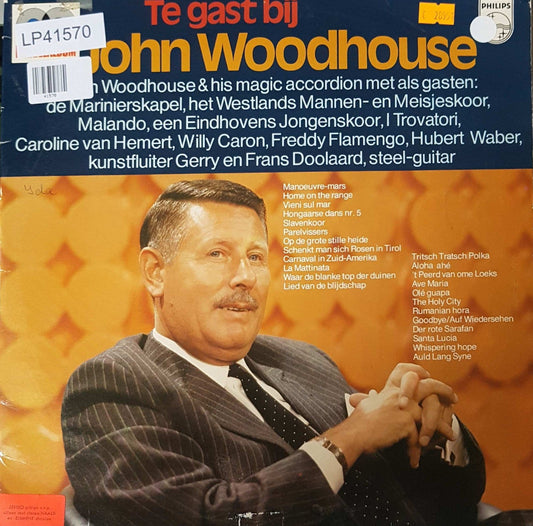 Te gast bij
PHILIPS
LP41570
John Woodhouse
n Woodhouse & his magic accordion met als gasten:
de Marinierskapel, het Westlands Mannen- en Meisjeskoor,
Malando, een Eindhovens Jongenskoor, I Trovatori,
Caroline van Hemert, Willy Caron, Freddy Flamengo, Hubert Waber,
kunstfluiter Gerry en Frans Doolaard, steel-guitar
Manoeuvre-mars
Home on the range
Vieni sul mar
Hongaarse dans nr. 5
Slavenkoor
Parelvissers
Op de grote stille heide
Schenkt man sich Rosen in Tirol
Carnaval in Zuid-Amerika
La Mattinata
Waar de blanke top der duinen
Lied van de blijdschap
Tritsch Tratsch Polka
Aloha ahé
't Peerd van ome Loeks
Ave Maria
Olé guapa
The Holy City
Rumanian hora
Goodbye/Auf Wiedersehen
Der rote Sarafan
Santa Lucia
Whispering hope
Auld Lang Syne